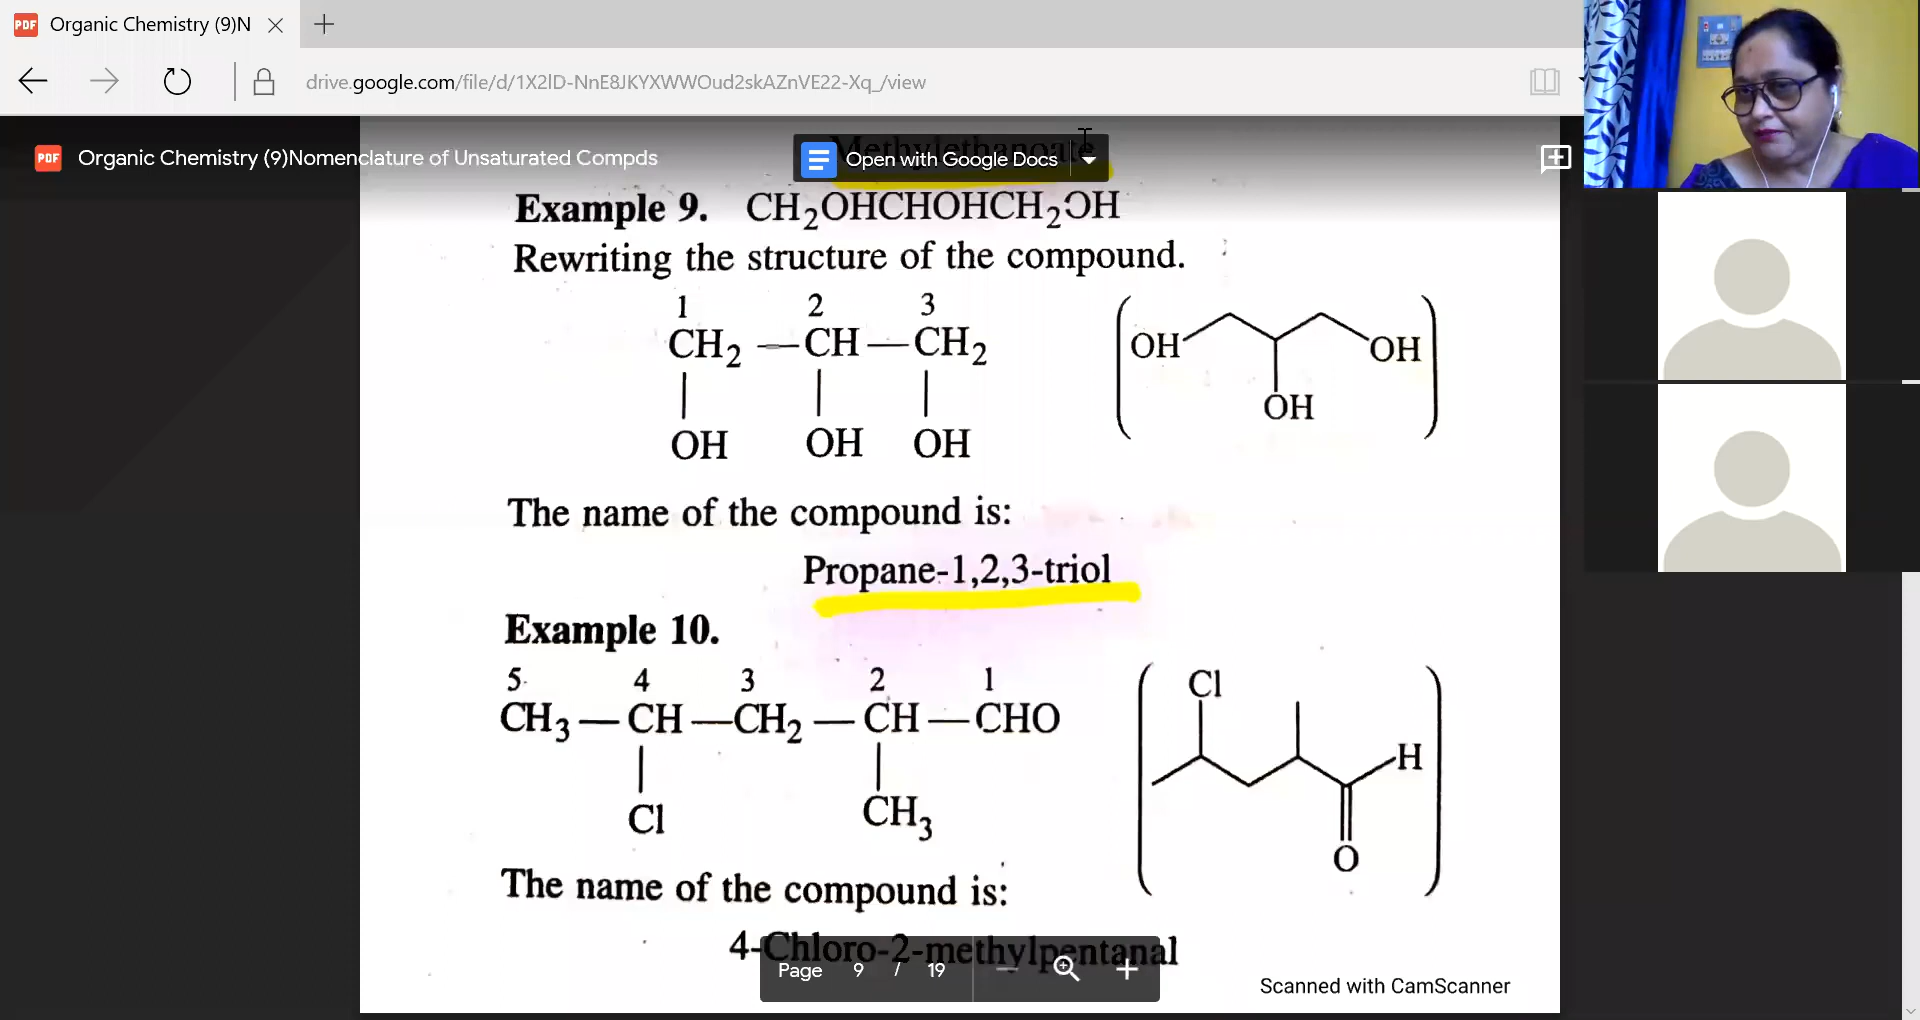 Organic Chemistry (9)N
drive.google.com/file/d/1X2lD-NnE8JKYXWWOud2skAZnVE22-Xq_/view
Organic Chemistry (9)Nomenclature of Unsaturated Compds
Methylethanoate
Open with Google Docs
Example 9. CH₂OHCHOHCH₂OH
Rewriting the structure of the compound.
1 2 3
CH₂ — CH — CH₂
OH OH OH
OH OH
OH
The name of the compound is:
Propane-1,2,3-triol
Example 10.
5 4 3 2 1
CH₃ — CH — CH₂ — CH — CHO
Cl CH₃
Cl
H
O
The name of the compound is:
4-Chloro-2-methylpentanal
Page 9 / 19
Scanned with CamScanner